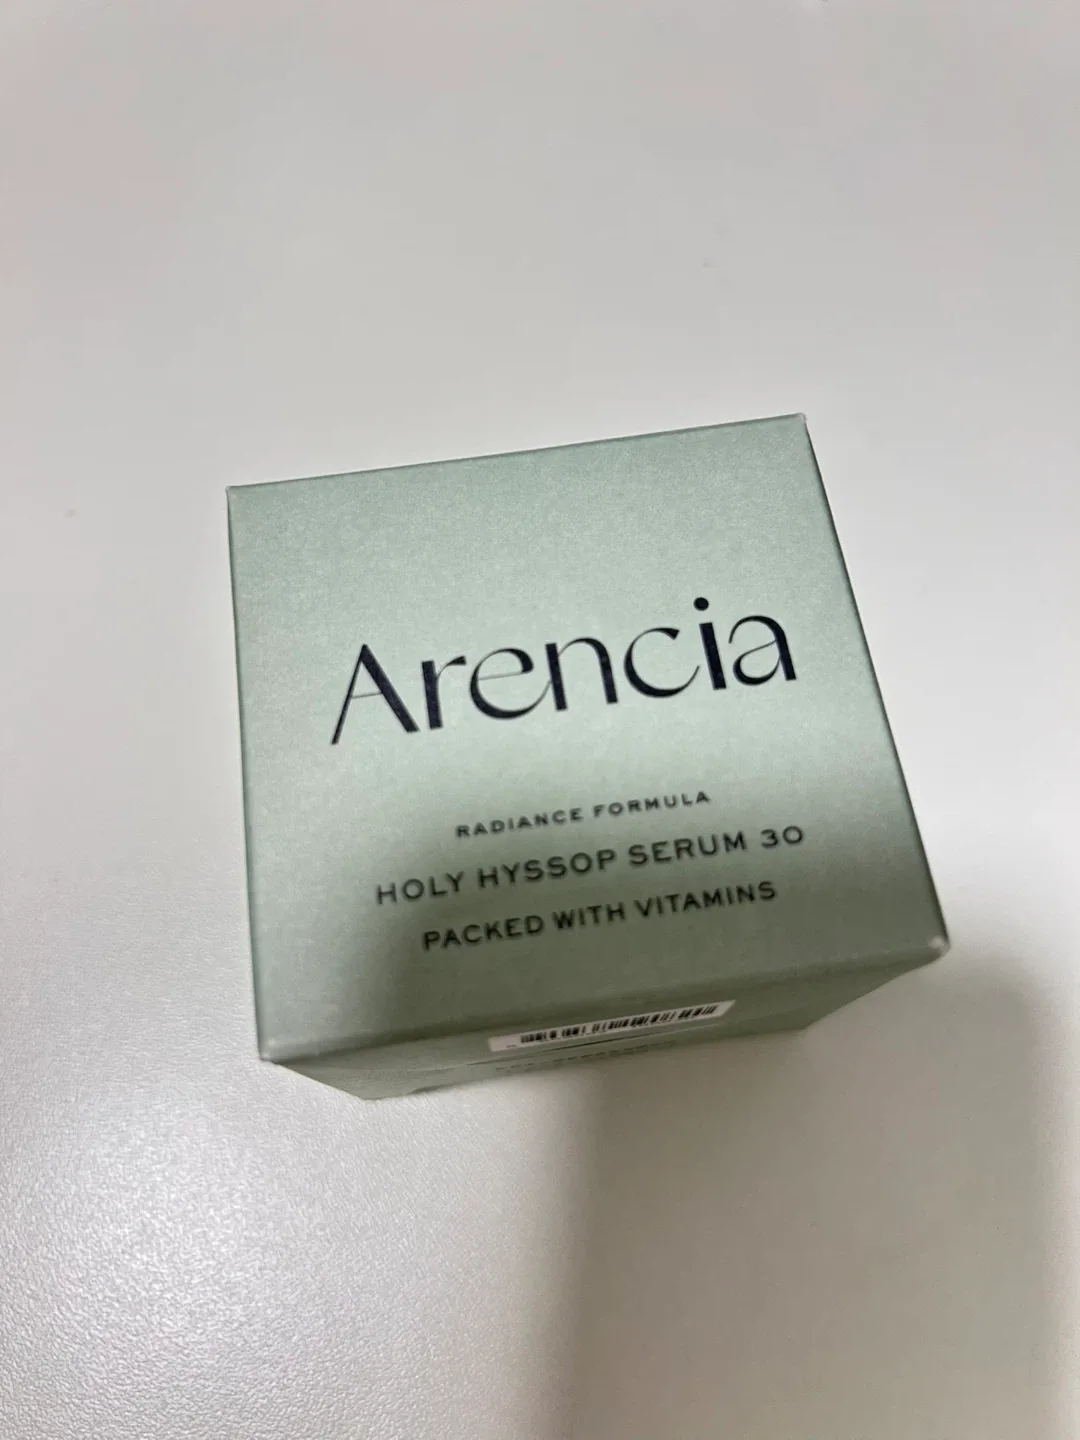 Arencia
RADIANCE FORMULA
HOLY HYSSOP SERUM 30
PACKED WITH VITAMINS